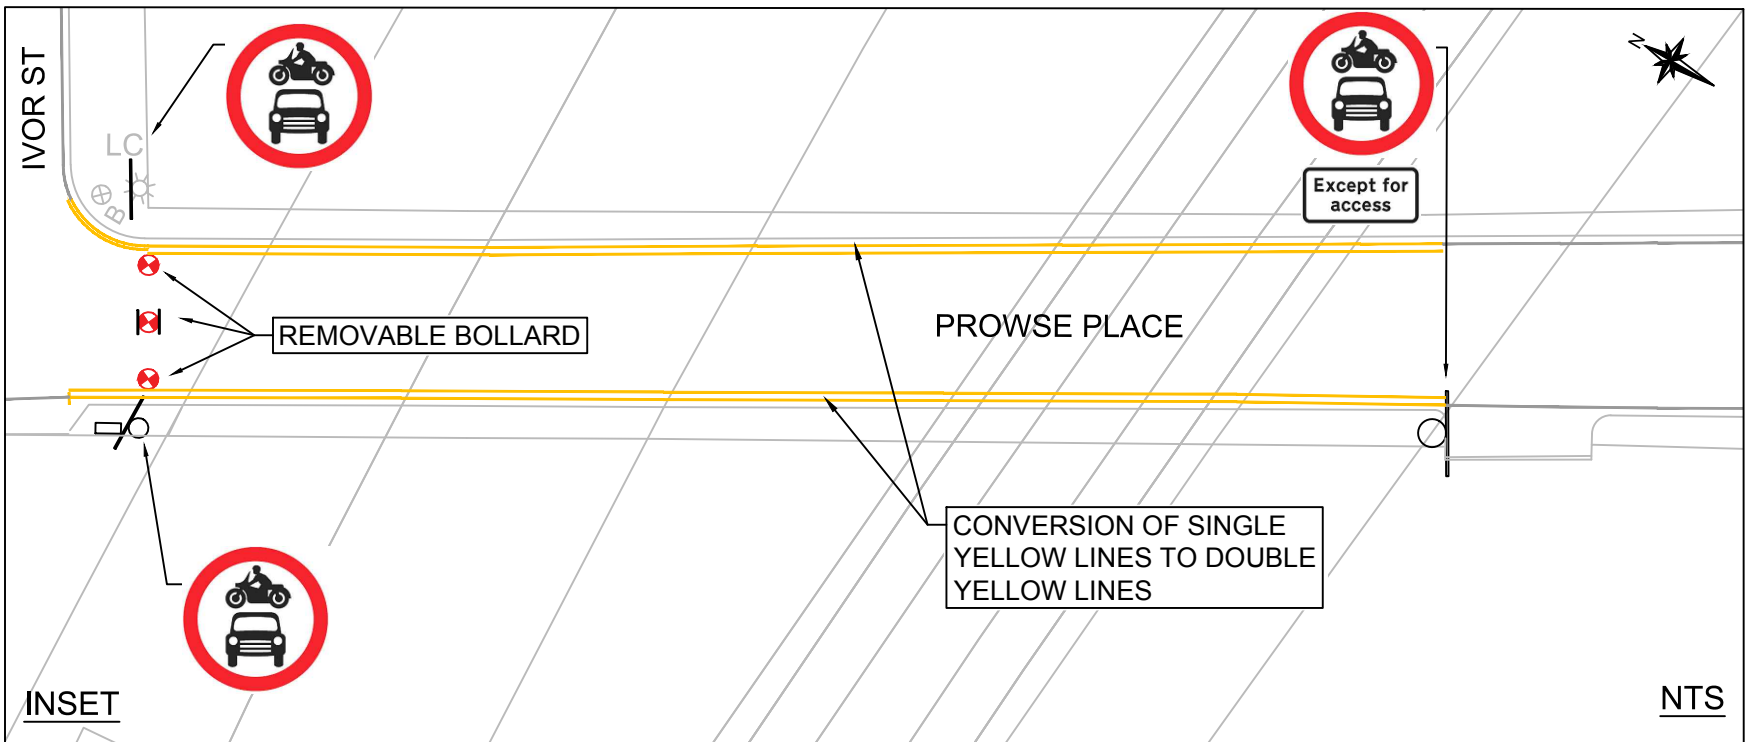 IVOR ST
LC
B
N
Except for
access
REMOVABLE BOLLARD
PROWSE PLACE
CONVERSION OF SINGLE
YELLOW LINES TO DOUBLE
YELLOW LINES
INSET
NTS